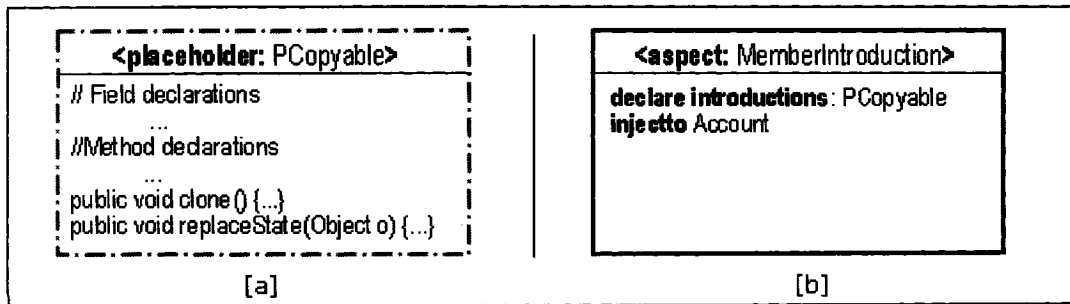 <placeholder: PCopyable>
// Field declarations
...
//Method declarations
...
public void clone() {...}
public void replaceState(Object o) {...}
[a]
<aspect: MemberIntroduction>
declare introductions: PCopyable
injectto Account
[b]